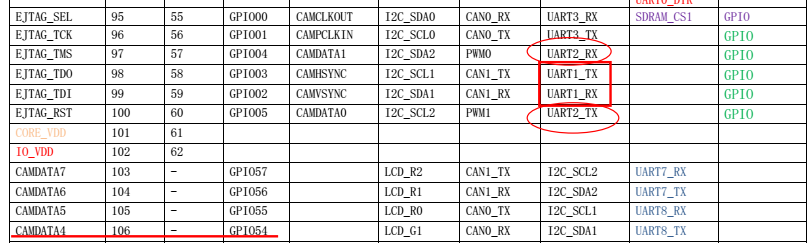 UART0_DTR
EJTAG_SEL 95 55 GPIO00 CAMCLKOUT I2C_SDA0 CAN0_RX UART3_RX SDRAM_CS1 GPIO
EJTAG_TCK 96 56 GPIO01 CAMPCLKIN I2C_SCL0 CAN0_TX UART3_TX GPIO
EJTAG_TMS 97 57 GPIO04 CAMDATA1 I2C_SDA2 PWM0 UART2_RX GPIO
EJTAG_TDO 98 58 GPIO03 CAMHSYNC I2C_SCL1 CAN1_TX UART1_TX GPIO
EJTAG_TDI 99 59 GPIO02 CAMVSYNC I2C_SDA1 CAN1_RX UART1_RX GPIO
EJTAG_RST 100 60 GPIO05 CAMDATA0 I2C_SCL2 PWM1 UART2_TX GPIO
CORE_VDD 101 61
IO_VDD 102 62
CAMDATA7 103 - GPIO57 LCD_R2 CAN1_TX I2C_SCL2 UART7_RX
CAMDATA6 104 - GPIO56 LCD_R1 CAN1_RX I2C_SDA2 UART7_TX
CAMDATA5 105 - GPIO55 LCD_R0 CAN0_TX I2C_SCL1 UART8_RX
CAMDATA4 106 - GPIO54 LCD_G1 CAN0_RX I2C_SDA1 UART8_TX